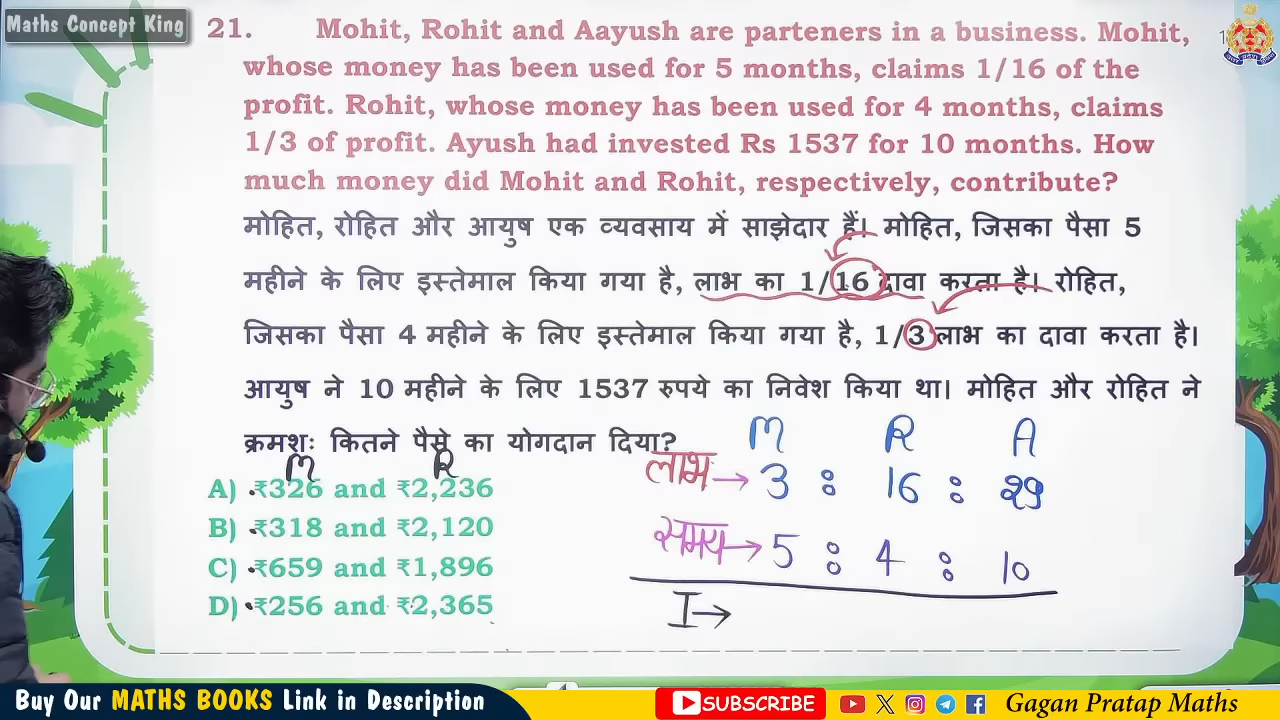 Maths Concept King
21. Mohit, Rohit and Aayush are parteners in a business. Mohit,
whose money has been used for 5 months, claims 1/16 of the
profit. Rohit, whose money has been used for 4 months, claims
1/3 of profit. Ayush had invested Rs 1537 for 10 months. How
much money did Mohit and Rohit, respectively, contribute?
मोहित, रोहित और आयुष एक व्यवसाय में साझेदार हैं। मोहित, जिसका पैसा 5
महीने के लिए इस्तेमाल किया गया है, लाभ का 1/16 दावा करता है। रोहित,
जिसका पैसा 4 महीने के लिए इस्तेमाल किया गया है, 1/3 लाभ का दावा करता है।
आयुष ने 10 महीने के लिए 1537 रुपये का निवेश किया था। मोहित और रोहित ने
क्रमशः कितने पैसे का योगदान दिया?
M R A
M R
लाभ → 3 : 16 : 29
A) ₹326 and ₹2,236
B) ₹318 and ₹2,120
समय → 5 : 4 : 10
C) ₹659 and ₹1,896
D) ₹256 and ₹2,365
I →
Buy Our MATHS BOOKS Link in Description
SUBSCRIBE
Gagan Pratap Maths